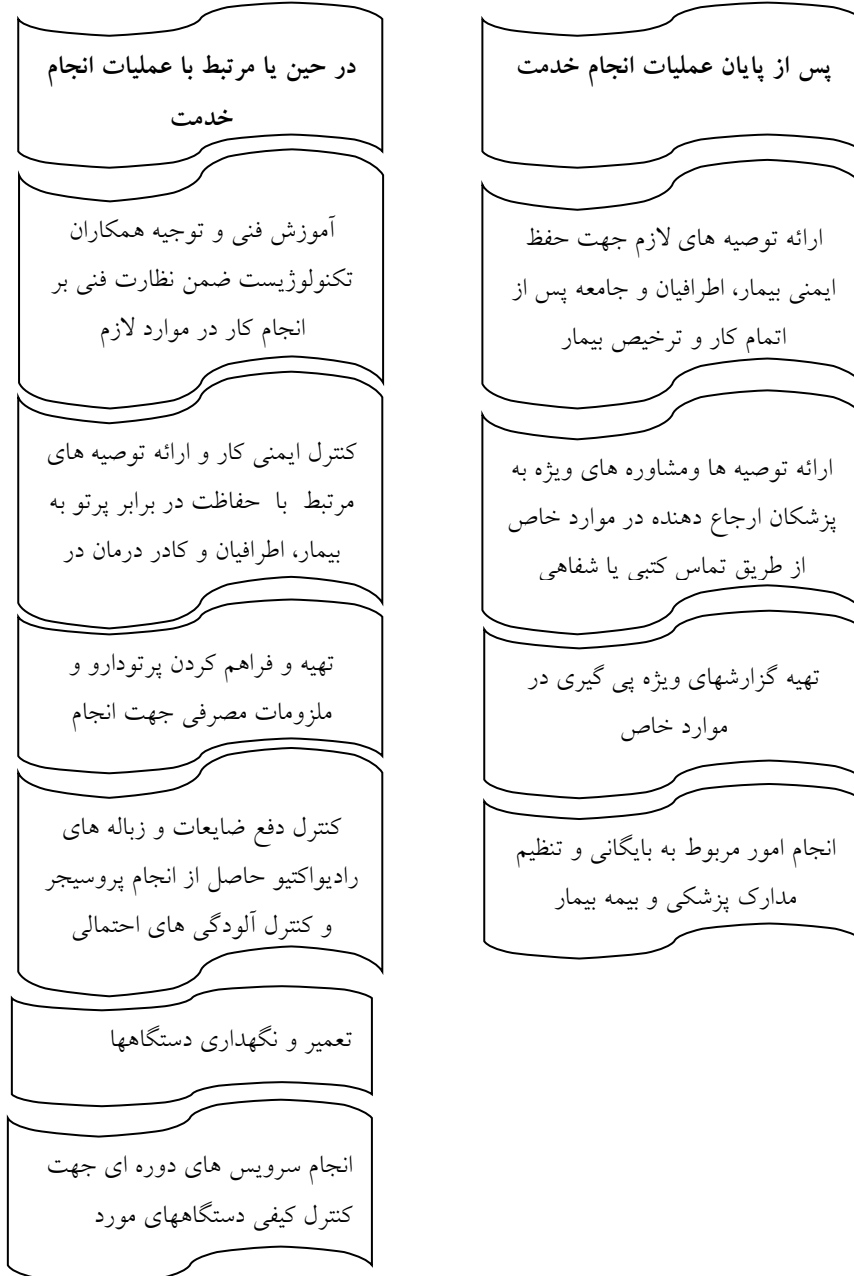 پس از پایان عملیات انجام خدمت
ارائه توصیه های لازم جهت حفظ
ایمنی بیمار، اطرافیان و جامعه پس از
اتمام کار و ترخیص بیمار
ارائه توصیه ها ومشاوره های ویژه به
پزشکان ارجاع دهنده در موارد خاص
از طریق تماس کتبی یا شفاهی
تهیه گزارشهای ویژه پی گیری در
موارد خاص
انجام امور مربوط به بایگانی و تنظیم
مدارک پزشکی و بیمه بیمار
در حین یا مرتبط با عملیات انجام
خدمت
آموزش فنی و توجیه همکاران
تکنولوژیست ضمن نظارت فنی بر
انجام کار در موارد لازم
کنترل ایمنی کار و ارائه توصیه های
مرتبط با حفاظت در برابر پرتو به
بیمار، اطرافیان و کادر درمان در
تهیه و فراهم کردن پرتودارو و
ملزومات مصرفی جهت انجام
کنترل دفع ضایعات و زباله های
رادیواکتیو حاصل از انجام پروسیجر
و کنترل آلودگی های احتمالی
تعمیر و نگهداری دستگاهها
انجام سرویس های دوره ای جهت
کنترل کیفی دستگاههای مورد